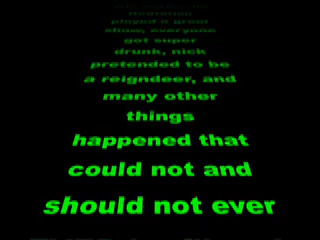 played a great
show, everyone
got super
drunk, nick
pretended to be
a reigndeer, and
many other
things
happened that
could not and
should not ever